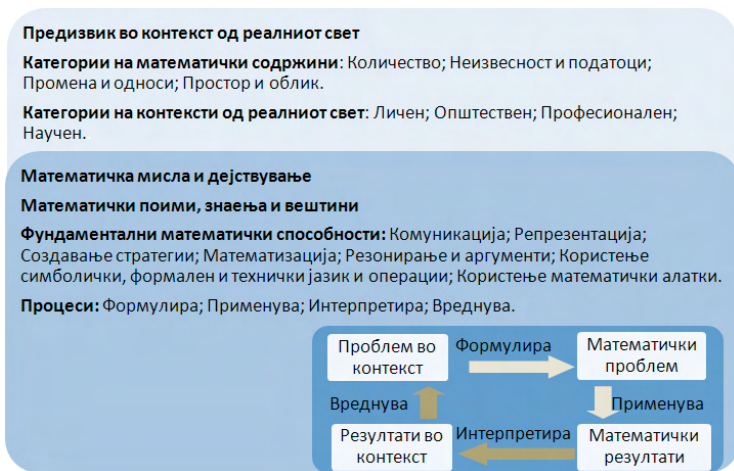 Предизвик во контекст од реалниот свет
Категории на математички содржини: Количество; Неизвесност и податоци;
Промена и односи; Простор и облик.
Категории на контексти од реалниот свет: Личен; Општествен; Професионален;
Научен.
Математичка мисла и дејствување
Математички поими, знаења и вештини
Фундаментални математички способности: Комуникација; Репрезентација;
Создавање стратегии; Математизација; Резонирање и аргументи; Користење
симболички, формален и технички јазик и операции; Користење математички алатки.
Процеси: Формулира; Применува; Интерпретира; Вреднува.
Проблем во
контекст
Формулира
Математички
проблем
Вреднува
Применува
Резултати во
контекст
Интерпретира
Математички
резултати